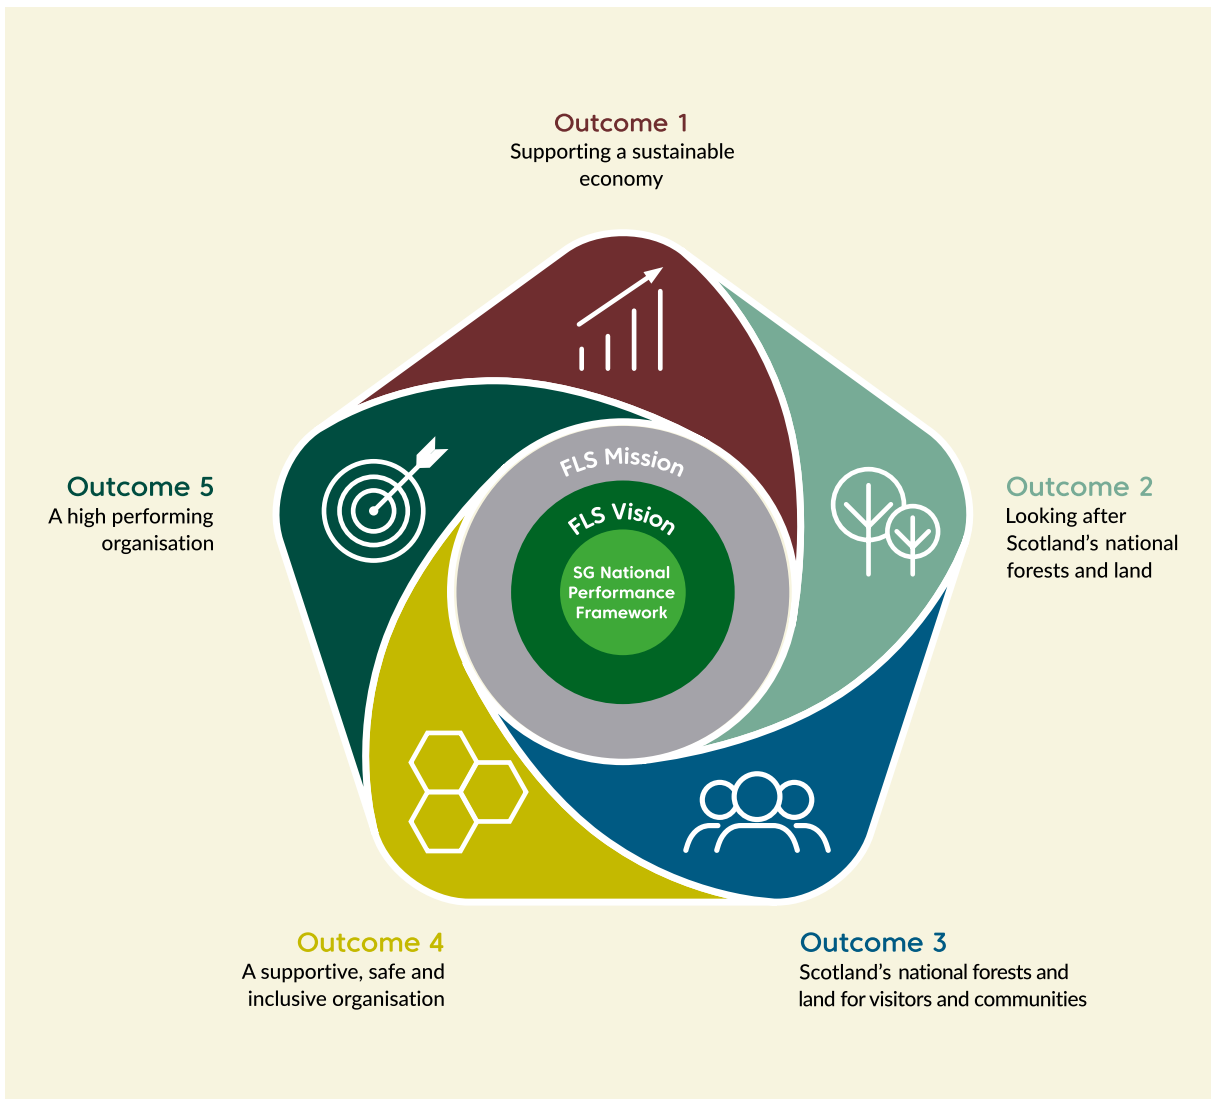 Outcome 1
Supporting a sustainable
economy
Outcome 2
Looking after
Scotland’s national
forests and land
Outcome 3
Scotland’s national forests and
land for visitors and communities
Outcome 4
A supportive, safe and
inclusive organisation
Outcome 5
A high performing
organisation
FLS Mission
FLS Vision
SG National
Performance
Framework